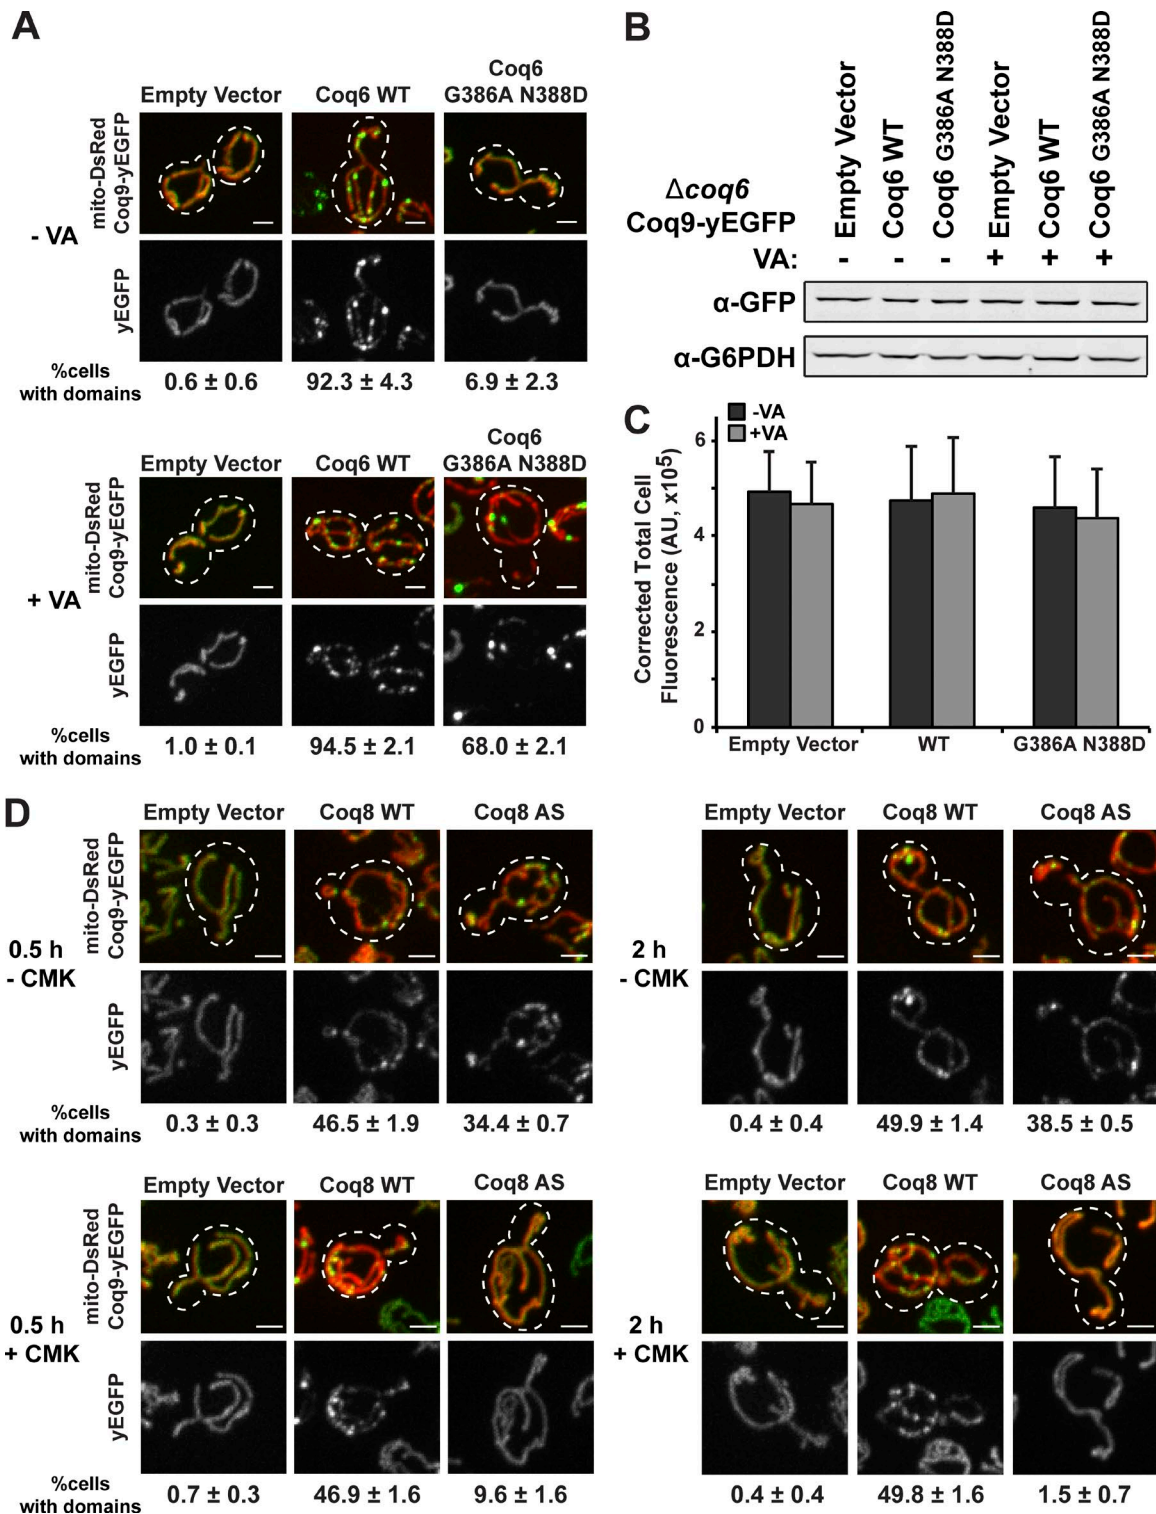 A
Empty Vector
Coq6 WT
Coq6
G386A N388D
mito-DsRed
Coq9-yEGFP
- VA
yEGFP
%cells
with domains
0.6 ± 0.6
92.3 ± 4.3
6.9 ± 2.3
Empty Vector
Coq6 WT
Coq6
G386A N388D
mito-DsRed
Coq9-yEGFP
+ VA
yEGFP
%cells
with domains
1.0 ± 0.1
94.5 ± 2.1
68.0 ± 2.1
B
Δcoq6
Coq9-yEGFP
Empty Vector
Coq6 WT
Coq6 G386A N388D
Empty Vector
Coq6 WT
Coq6 G386A N388D
VA: - - - + + +
α-GFP
α-G6PDH
C
-VA
+VA
Corrected Total Cell
Fluorescence (AU, x10⁵)
6
4
2
0
Empty Vector
WT
G386A N388D
D
Empty Vector
Coq8 WT
Coq8 AS
mito-DsRed
Coq9-yEGFP
0.5 h
- CMK
yEGFP
%cells
with domains
0.3 ± 0.3
46.5 ± 1.9
34.4 ± 0.7
Empty Vector
Coq8 WT
Coq8 AS
2 h
- CMK
0.4 ± 0.4
49.9 ± 1.4
38.5 ± 0.5
Empty Vector
Coq8 WT
Coq8 AS
mito-DsRed
Coq9-yEGFP
0.5 h
+ CMK
yEGFP
%cells
with domains
0.7 ± 0.3
46.9 ± 1.6
9.6 ± 1.6
Empty Vector
Coq8 WT
Coq8 AS
2 h
+ CMK
0.4 ± 0.4
49.8 ± 1.6
1.5 ± 0.7